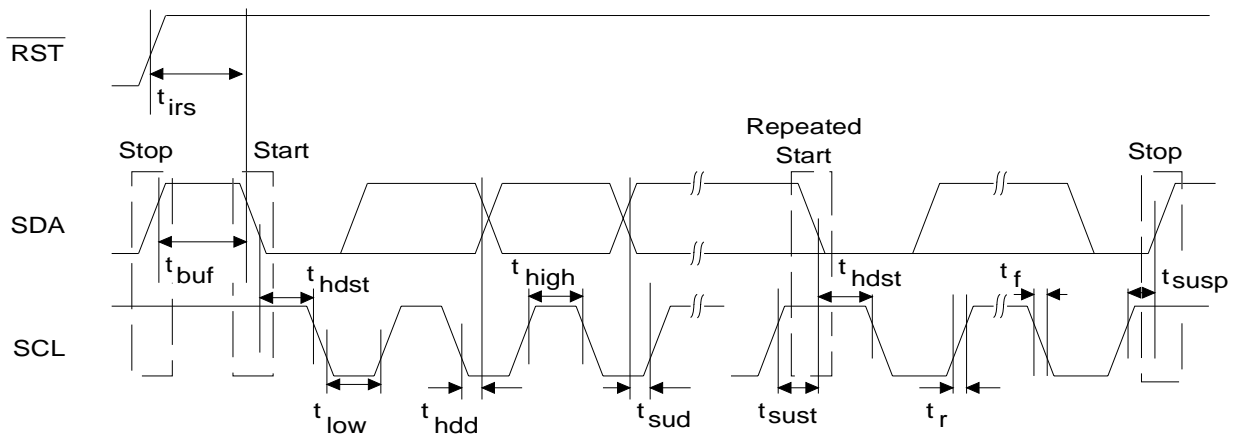 RST
t irs
Stop
Start
Repeated
Start
Stop
SDA
t buf
t hdst
t high
t hdst
t f
t susp
SCL
t low
t hdd
t sud
t sust
t r